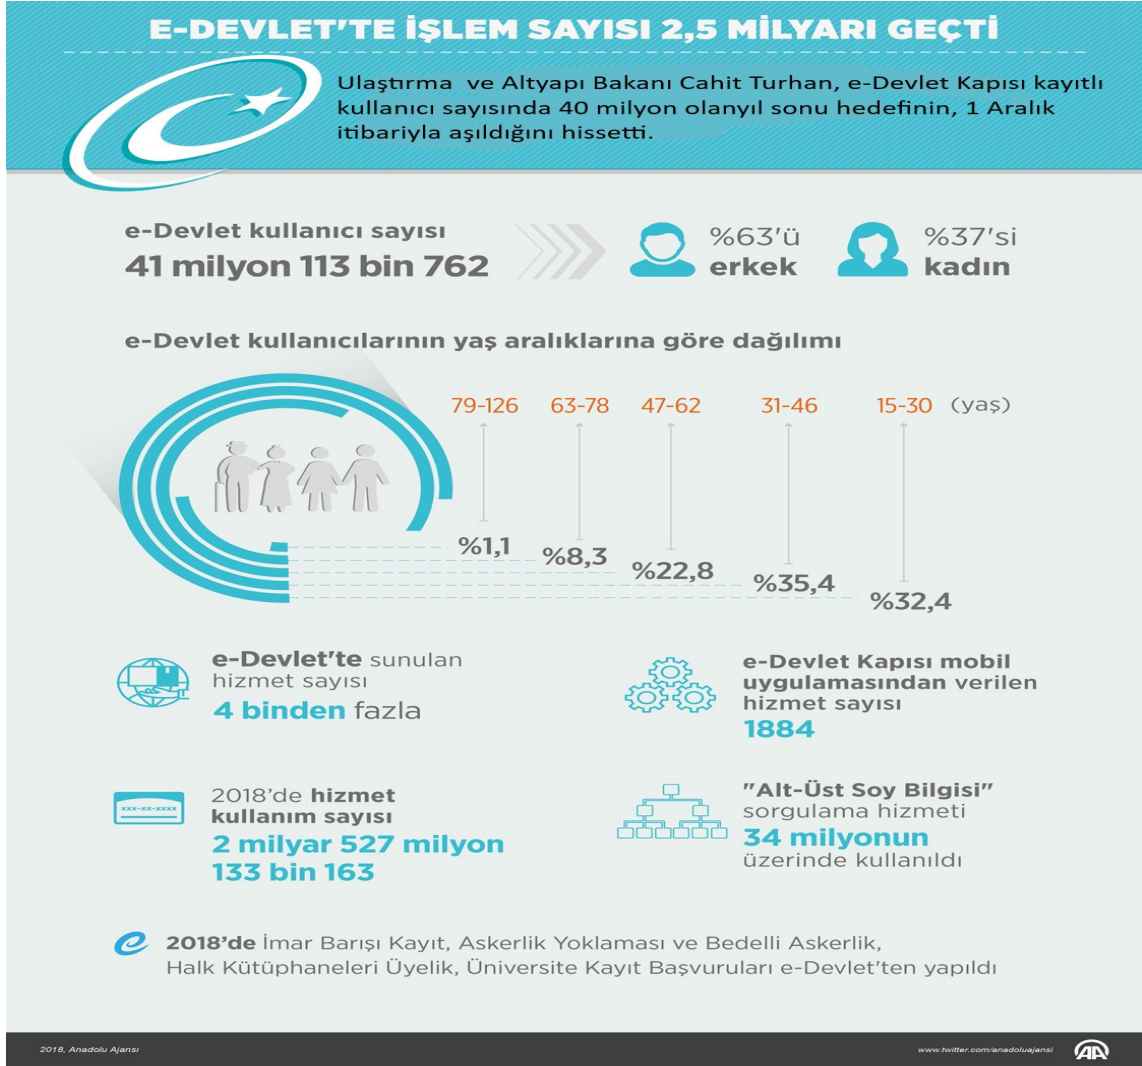 E-DEVLET'TE İŞLEM SAYISI 2,5 MİLYARI GEÇTİ
Ulaştırma ve Altyapı Bakanı Cahit Turhan, e-Devlet Kapısı kayıtlı
kullanıcı sayısında 40 milyon olanyıl sonu hedefinin, 1 Aralık
itibariyla aşıldığını hissetti.
e-Devlet kullanıcı sayısı
41 milyon 113 bin 762
%63'ü
erkek
%37'si
kadın
e-Devlet kullanıcılarının yaş aralıklarına göre dağılımı
79-126 63-78 47-62 31-46 15-30 (yaş)
%1,1 %8,3 %22,8 %35,4 %32,4
e-Devlet'te sunulan
hizmet sayısı
4 binden fazla
e-Devlet Kapısı mobil
uygulamasından verilen
hizmet sayısı
1884
xxx-xx-xxxx
2018'de hizmet
kullanım sayısı
2 milyar 527 milyon
133 bin 163
"Alt-Üst Soy Bilgisi"
sorgulama hizmeti
34 milyonun
üzerinde kullanıldı
2018'de İmar Barışı Kayıt, Askerlik Yoklaması ve Bedelli Askerlik,
Halk Kütüphaneleri Üyelik, Üniversite Kayıt Başvuruları e-Devlet'ten yapıldı
2018, Anadolu Ajansı
www.twitter.com/anadoluajansi
AA